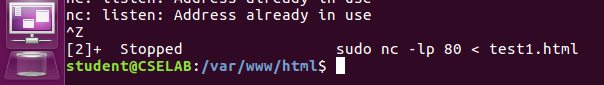 nc: listen: Address already in use
nc: listen: Address already in use
^Z
[2]+  Stopped                 sudo nc -lp 80 < test1.html
student@CSELAB:/var/www/html$